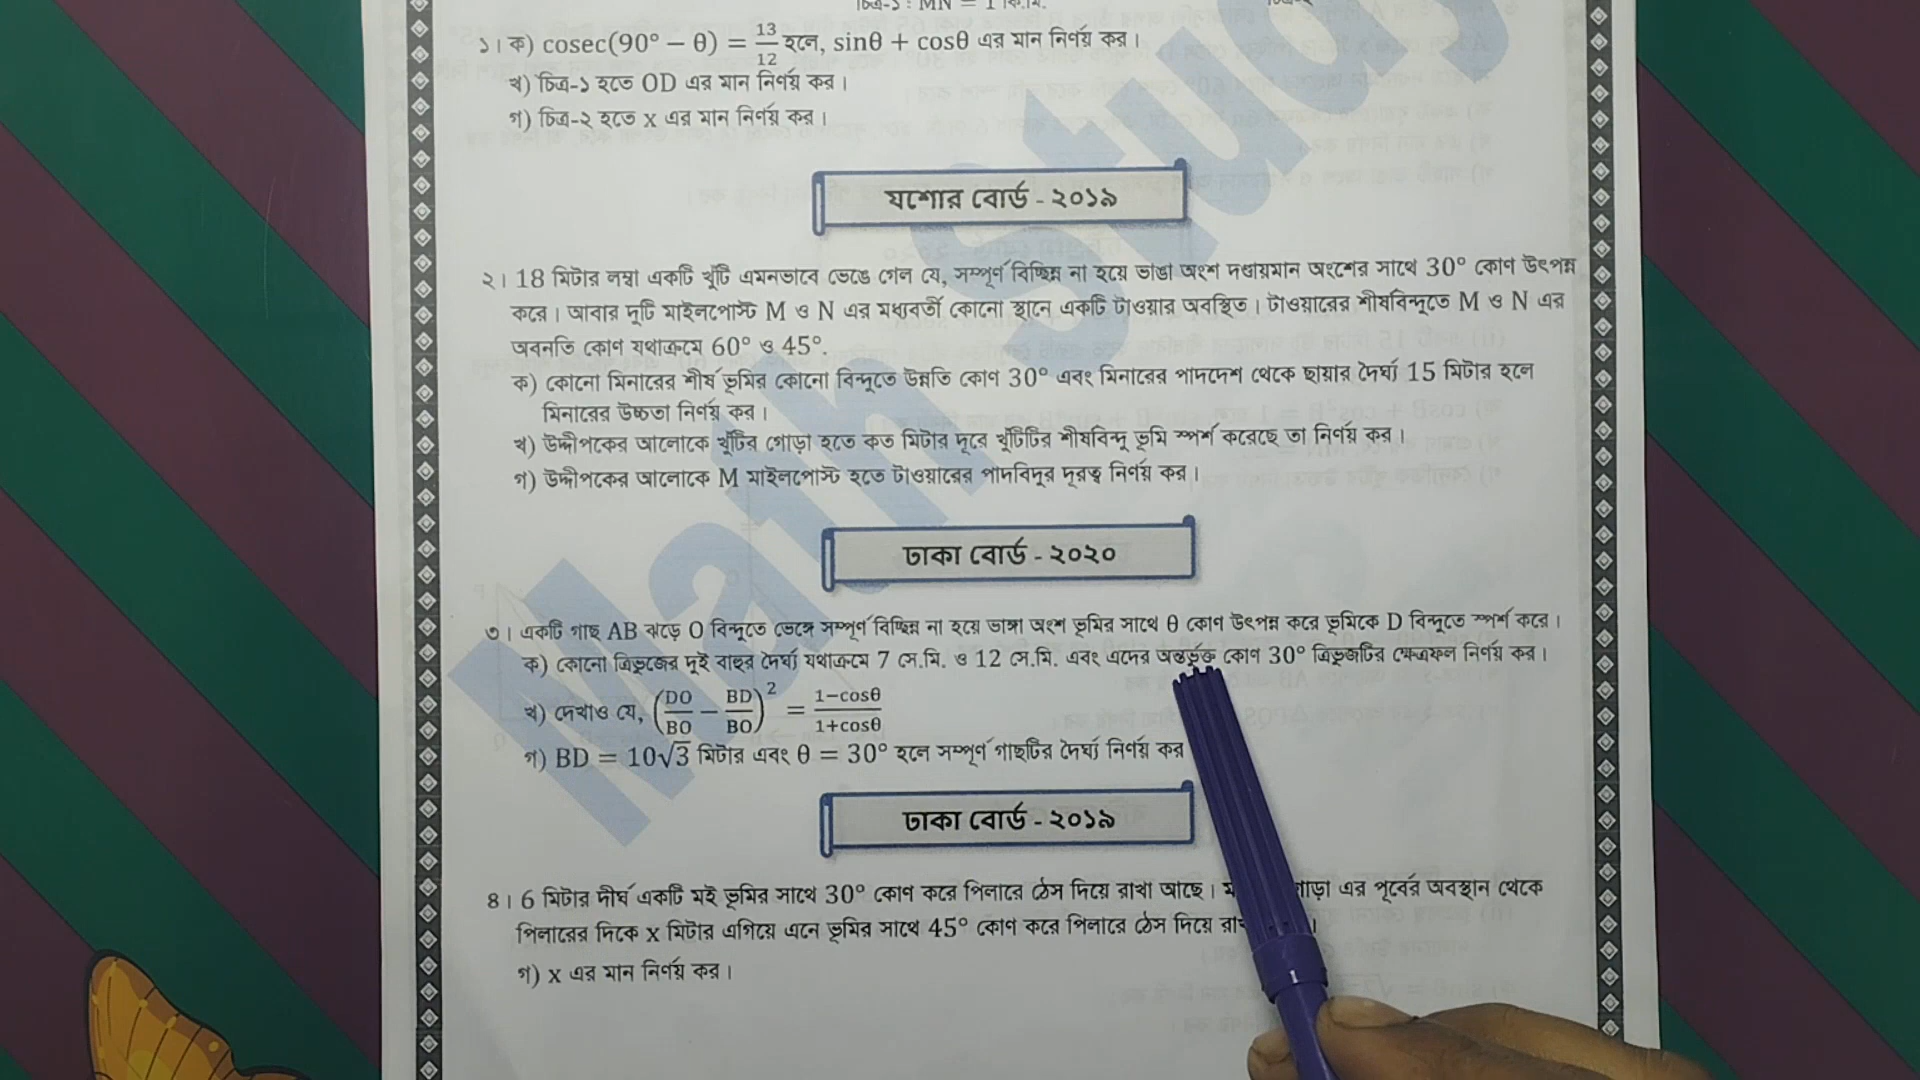 চিত্র-১ : MN = 1 কি.মি.
১। ক) cosec(90° − θ) = 13/12 হলে, sinθ + cosθ এর মান নির্ণয় কর।
খ) চিত্র-১ হতে OD এর মান নির্ণয় কর।
গ) চিত্র-২ হতে x এর মান নির্ণয় কর।
যশোর বোর্ড - ২০১৯
২। 18 মিটার লম্বা একটি খুঁটি এমনভাবে ভেঙে গেল যে, সম্পূর্ণ বিচ্ছিন্ন না হয়ে ভাঙা অংশ দণ্ডায়মান অংশের সাথে 30° কোণ উৎপন্ন
করে। আবার দুটি মাইলপোস্ট M ও N এর মধ্যবর্তী কোনো স্থানে একটি টাওয়ার অবস্থিত। টাওয়ারের শীর্ষবিন্দুতে M ও N এর
অবনতি কোণ যথাক্রমে 60° ও 45°.
ক) কোনো মিনারের শীর্ষ ভূমির কোনো বিন্দুতে উন্নতি কোণ 30° এবং মিনারের পাদদেশ থেকে ছায়ার দৈর্ঘ্য 15 মিটার হলে
মিনারের উচ্চতা নির্ণয় কর।
খ) উদ্দীপকের আলোকে খুঁটির গোড়া হতে কত মিটার দূরে খুঁটিটির শীর্ষবিন্দু ভূমি স্পর্শ করেছে তা নির্ণয় কর।
গ) উদ্দীপকের আলোকে M মাইলপোস্ট হতে টাওয়ারের পাদবিদুর দূরত্ব নির্ণয় কর।
ঢাকা বোর্ড - ২০২০
৩। একটি গাছ AB ঝড়ে O বিন্দুতে ভেঙ্গে সম্পূর্ণ বিচ্ছিন্ন না হয়ে ভাঙ্গা অংশ ভূমির সাথে θ কোণ উৎপন্ন করে ভূমিকে D বিন্দুতে স্পর্শ করে।
ক) কোনো ত্রিভুজের দুই বাহুর দৈর্ঘ্য যথাক্রমে 7 সে.মি. ও 12 সে.মি. এবং এদের অন্তর্ভুক্ত কোণ 30° ত্রিভুজটির ক্ষেত্রফল নির্ণয় কর।
খ) দেখাও যে, (DO/BO − BD/BO)² = 1−cosθ/1+cosθ
গ) BD = 10√3 মিটার এবং θ = 30° হলে সম্পূর্ণ গাছটির দৈর্ঘ্য নির্ণয় কর
ঢাকা বোর্ড - ২০১৯
৪। 6 মিটার দীর্ঘ একটি মই ভূমির সাথে 30° কোণ করে পিলারে ঠেস দিয়ে রাখা আছে। এর পূর্বের অবস্থান থেকে
পিলারের দিকে x মিটার এগিয়ে এনে ভূমির সাথে 45° কোণ করে পিলারে ঠেস দিয়ে
গ) x এর মান নির্ণয় কর।
Math Study